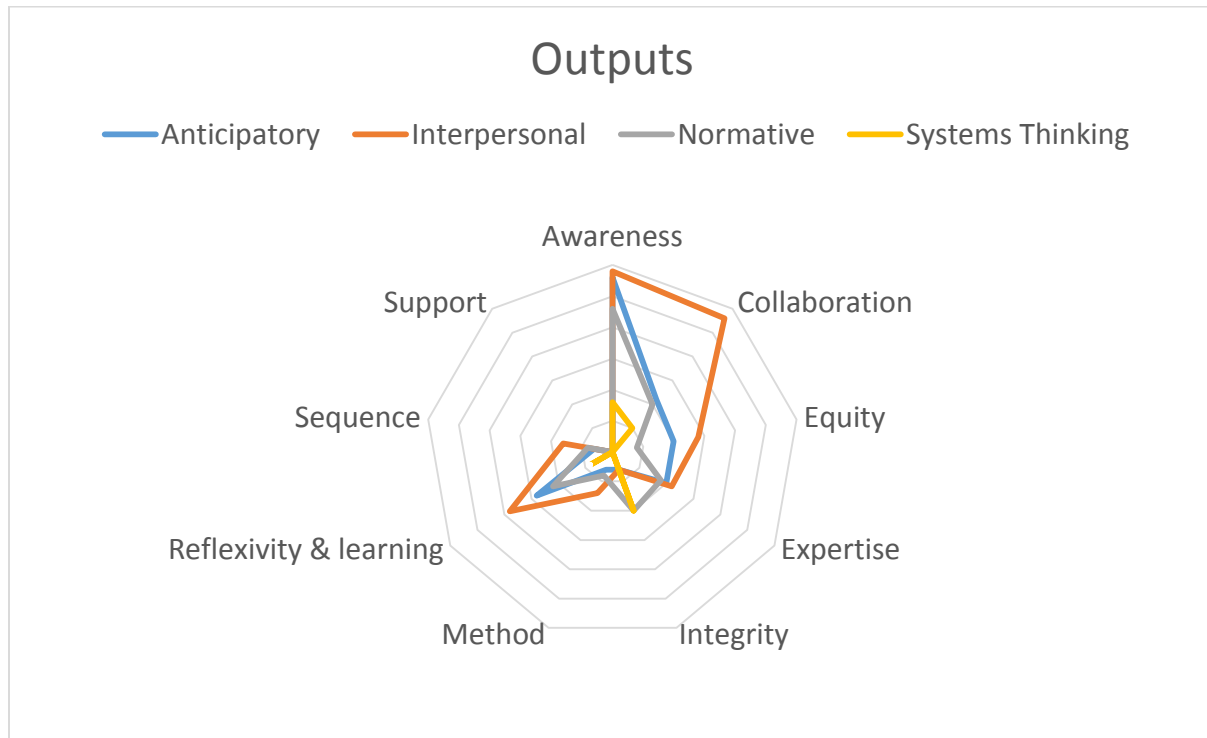 Outputs
Anticipatory Interpersonal Normative Systems Thinking
Awareness
Support Collaboration
Sequence Equity
Reflexivity & learning Expertise
Method Integrity